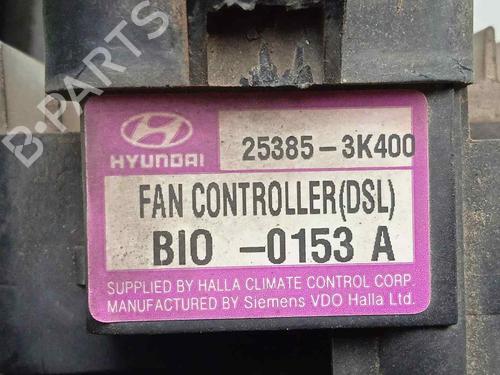 B-PARTS
HYUNDAI 25385-3K400
FAN CONTROLLER(DSL)
BIO -0153 A
SUPPLIED BY HALLA CLIMATE CONTROL CORP.
MANUFACTURED BY Siemens VDO Halla Ltd.